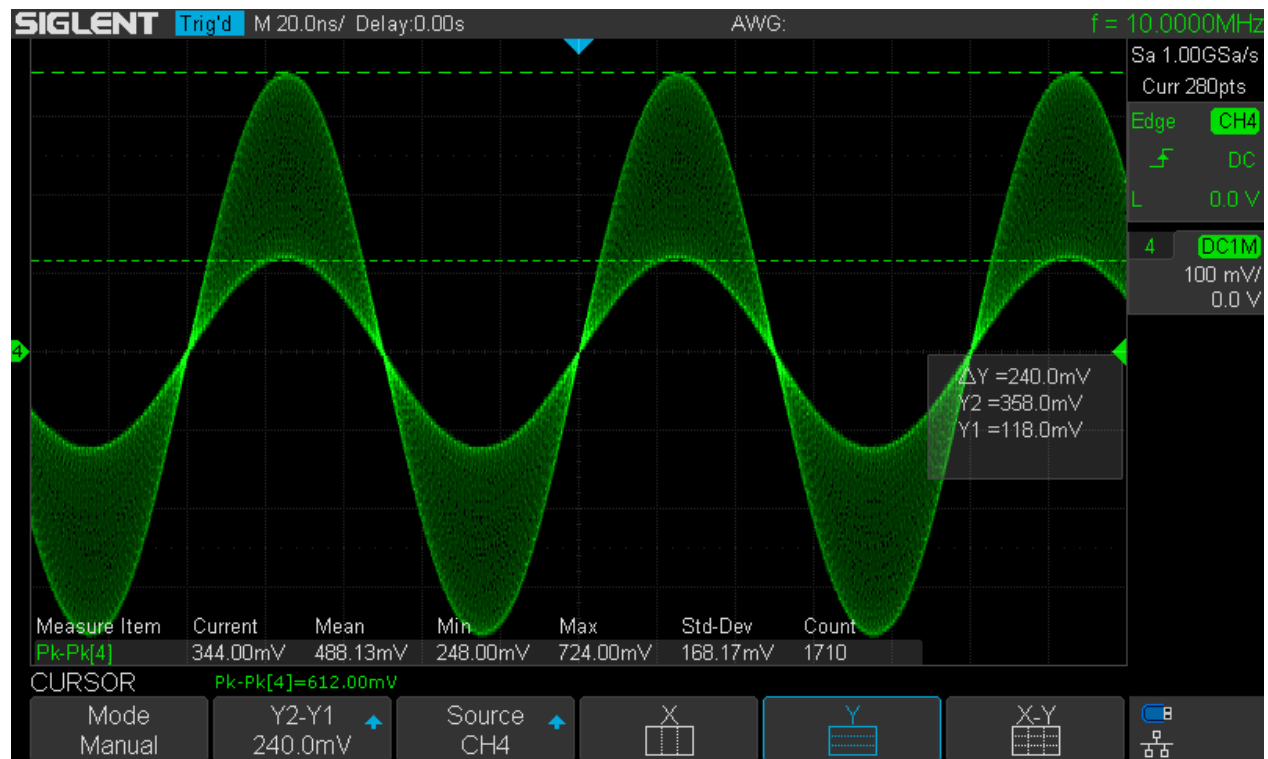 SIGLENT Trig'd M 20.0ns/ Delay:0.00s AWG: f = 10.0000MHz
Sa 1.00GSa/s
Curr 280pts
Edge CH4
DC
L 0.0 V
4 DC1M
100 mV/
0.0 V
4
△Y =240.0mV
Y2 =358.0mV
Y1 =118.0mV
Measure Item Current Mean Min Max Std-Dev Count
Pk-Pk[4] 344.00mV 488.13mV 248.00mV 724.00mV 168.17mV 1710
CURSOR Pk-Pk[4]=612.00mV
Mode Y2-Y1 Source X Y X-Y
Manual 240.0mV CH4